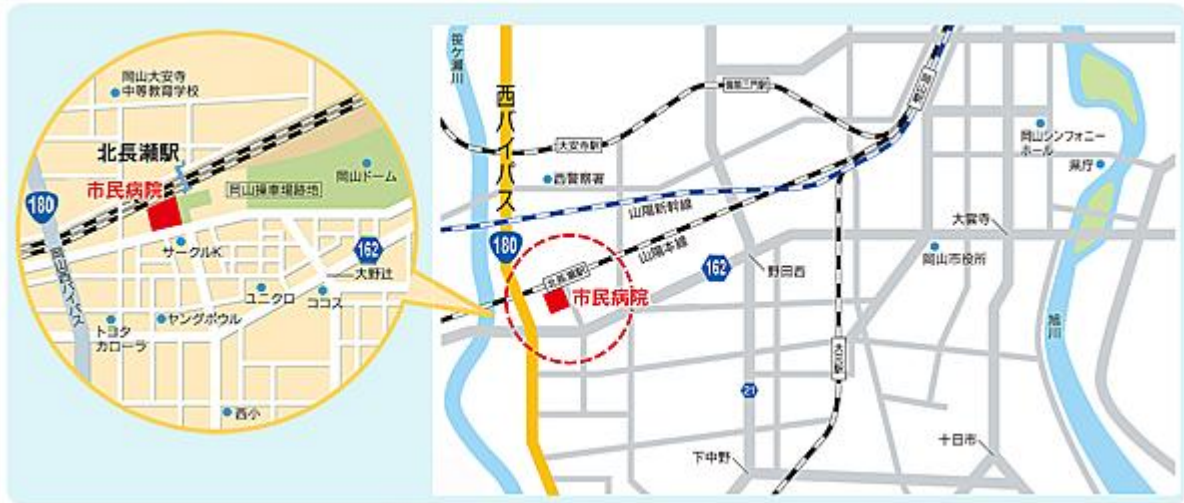 岡山大安寺
中等教育学校
北長瀬駅
市民病院
岡山操車場跡地
岡山ドーム
180
岡山西バイパス
サークルK
162
大野辻
ユニクロ
ココス
ヤングボウル
トヨタ
カローラ
西小
笹ケ瀬川
西バイパス
180
大安寺駅
備前三門駅
岡山駅
西警察署
山陽新幹線
山陽本線
北長瀬駅
市民病院
162
野田西
大元駅
21
下中野
岡山シンフォニー
ホール
県庁
大雲寺
岡山市役所
旭川
十日市